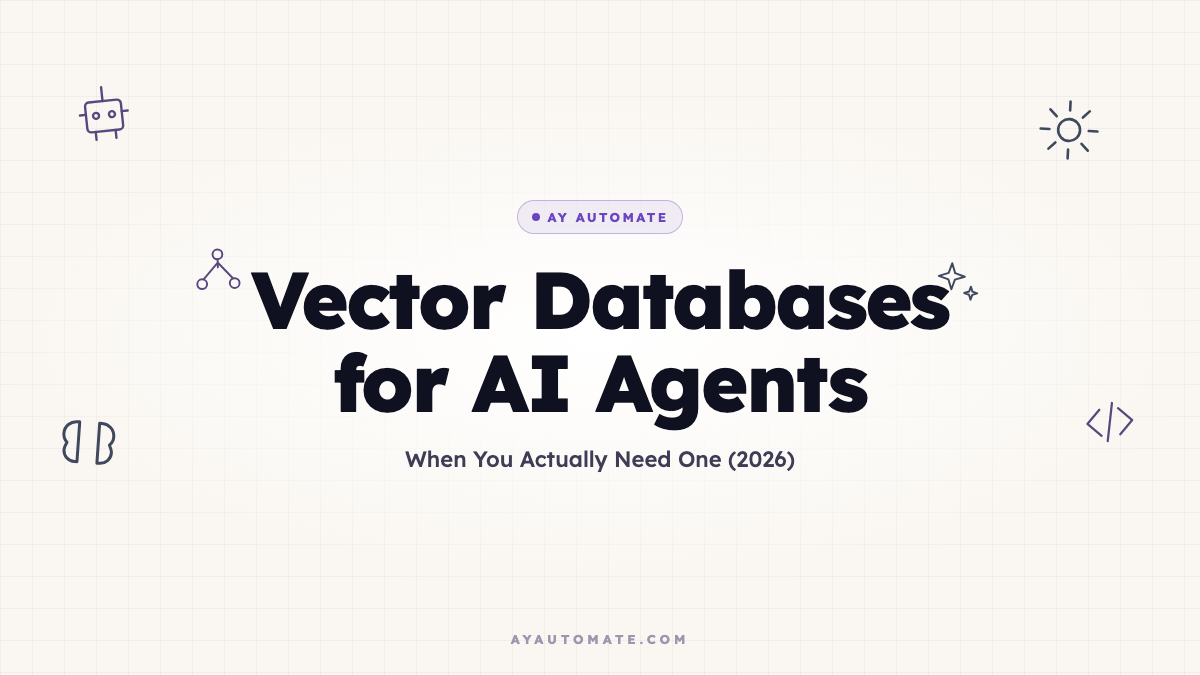 AY AUTOMATE
Vector Databases
for AI Agents
When You Actually Need One (2026)
AYAUTOMATE.COM